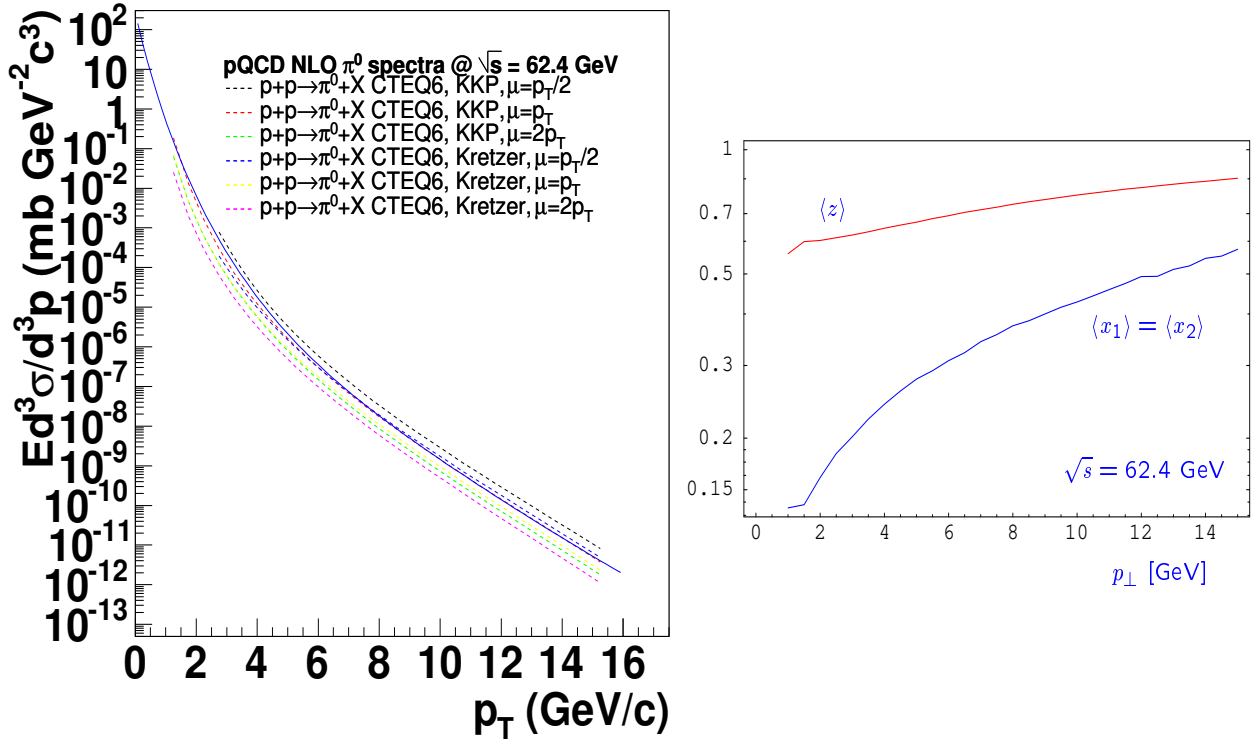 pQCD NLO π⁰ spectra @ √s = 62.4 GeV
p+p→π⁰+X CTEQ6, KKP, μ=p_T/2
p+p→π⁰+X CTEQ6, KKP, μ=p_T
p+p→π⁰+X CTEQ6, KKP, μ=2p_T
p+p→π⁰+X CTEQ6, Kretzer, μ=p_T/2
p+p→π⁰+X CTEQ6, Kretzer, μ=p_T
p+p→π⁰+X CTEQ6, Kretzer, μ=2p_T
Ed³σ/d³p (mb GeV⁻²c³)
10²
10
1
10⁻¹
10⁻²
10⁻³
10⁻⁴
10⁻⁵
10⁻⁶
10⁻⁷
10⁻⁸
10⁻⁹
10⁻¹⁰
10⁻¹¹
10⁻¹²
10⁻¹³
0 2 4 6 8 10 12 14 16
p_T (GeV/c)
1
0.7
0.5
0.3
0.2
0.15
⟨z⟩
⟨x₁⟩ = ⟨x₂⟩
√s = 62.4 GeV
0 2 4 6 8 10 12 14
p_⊥ [GeV]